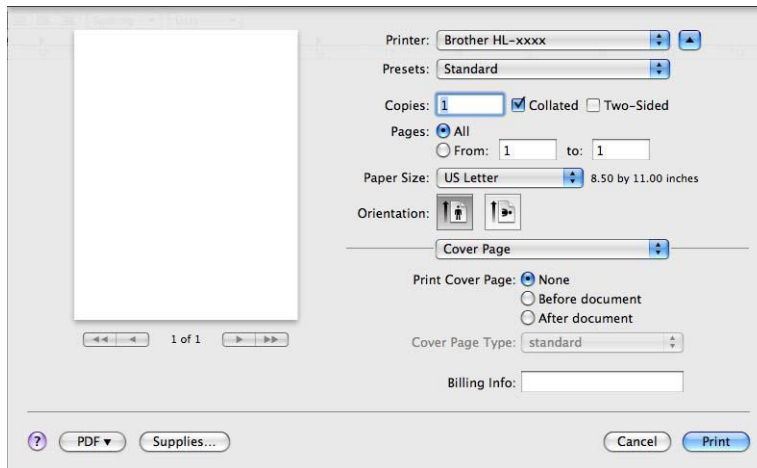 Printer: Brother HL-xxxx
Presets: Standard
Copies: 1 Collated Two-Sided
Pages: All
From: 1 to: 1
Paper Size: US Letter 8.50 by 11.00 inches
Orientation:
Cover Page
Print Cover Page: None
Before document
After document
Cover Page Type: standard
Billing Info:
1 of 1
? PDF Supplies... Cancel Print